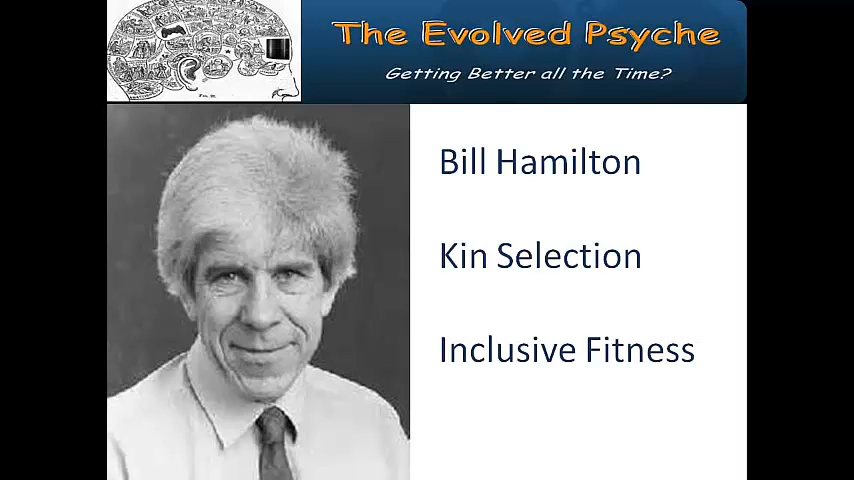 The Evolved Psyche
Getting Better all the Time?
Bill Hamilton
Kin Selection
Inclusive Fitness